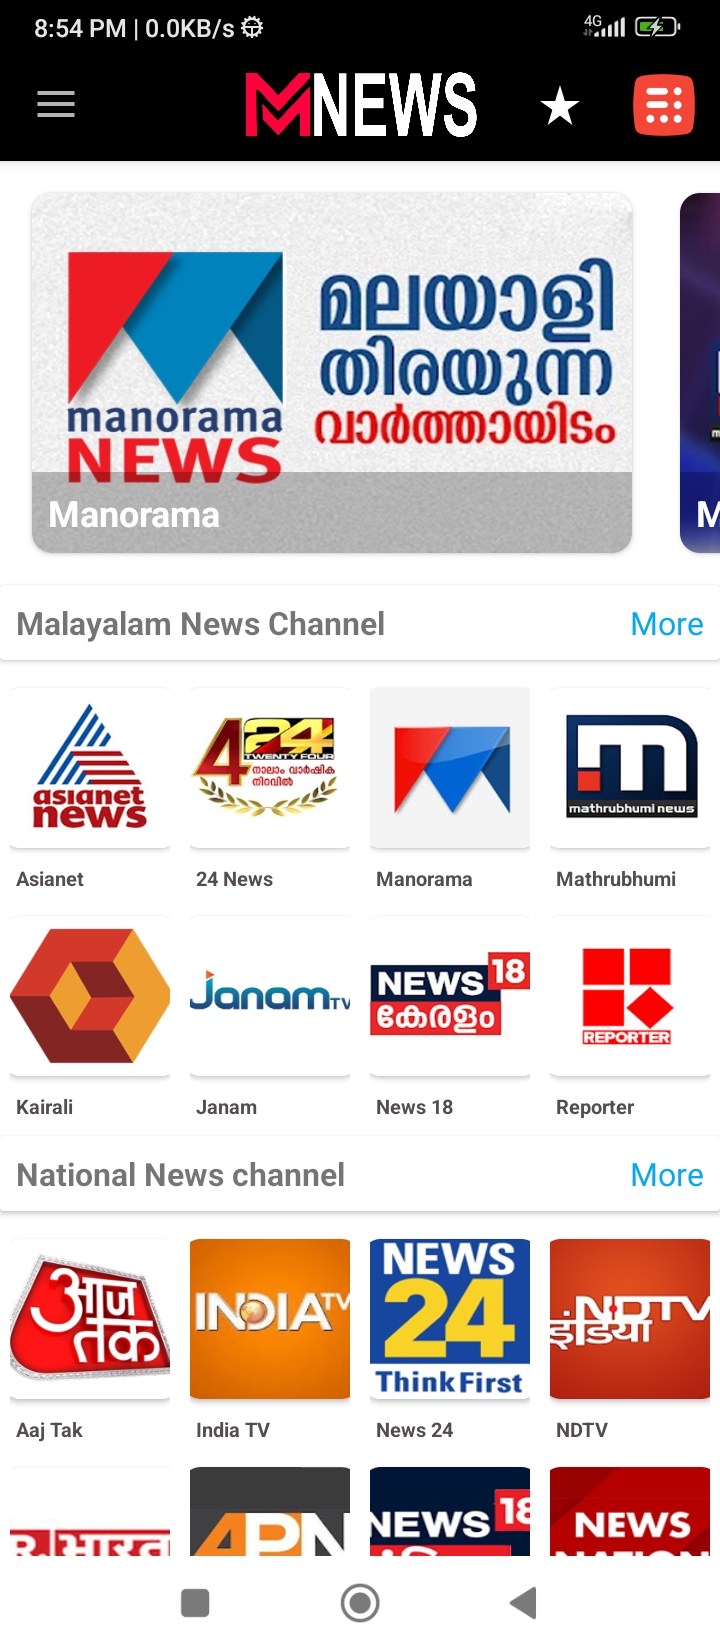 8:54 PM | 0.0KB/s
4G
MNEWS
മലയാളി
തിരയുന്ന
വാർത്തായിടം
manorama
NEWS
Manorama
M
Malayalam News Channel
More
asianet
news
4 24
TWENTY FOUR
നാലാം വാർഷിക
നിറവിൽ
mathrubhumi news
Asianet
24 News
Manorama
Mathrubhumi
Janam TV
NEWS 18
കേരളം
REPORTER
Kairali
Janam
News 18
Reporter
National News channel
More
आज
तक
INDIA TV
NEWS
24
Think First
NDTV
इंडिया
Aaj Tak
India TV
News 24
NDTV
R. भारत
APN
NEWS 18
NEWS
NATION